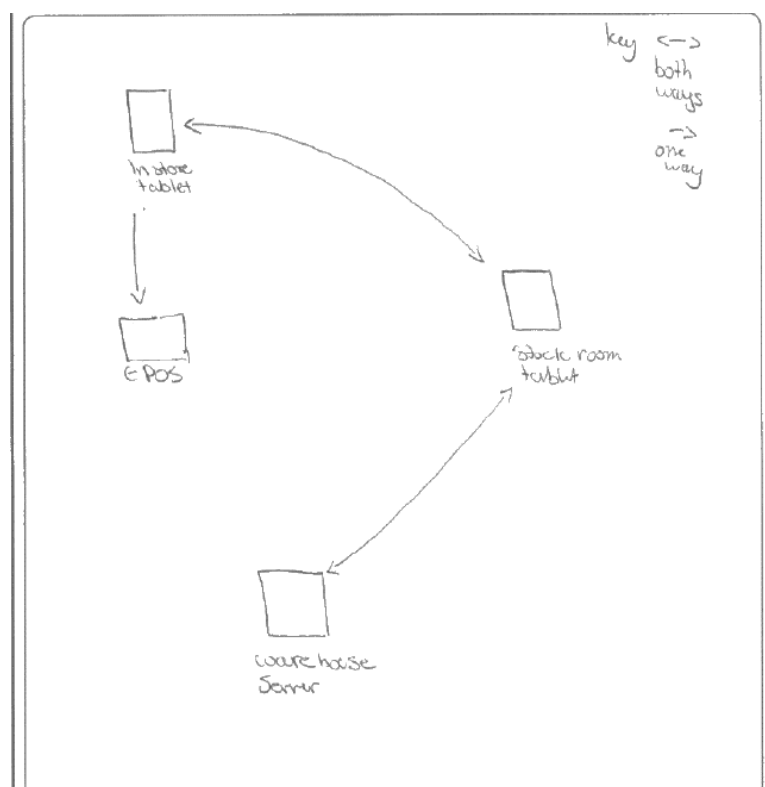 key <-->
both
ways
->
one
way
In store
tablet
EPOS
Stock room
tablet
warehouse
Server